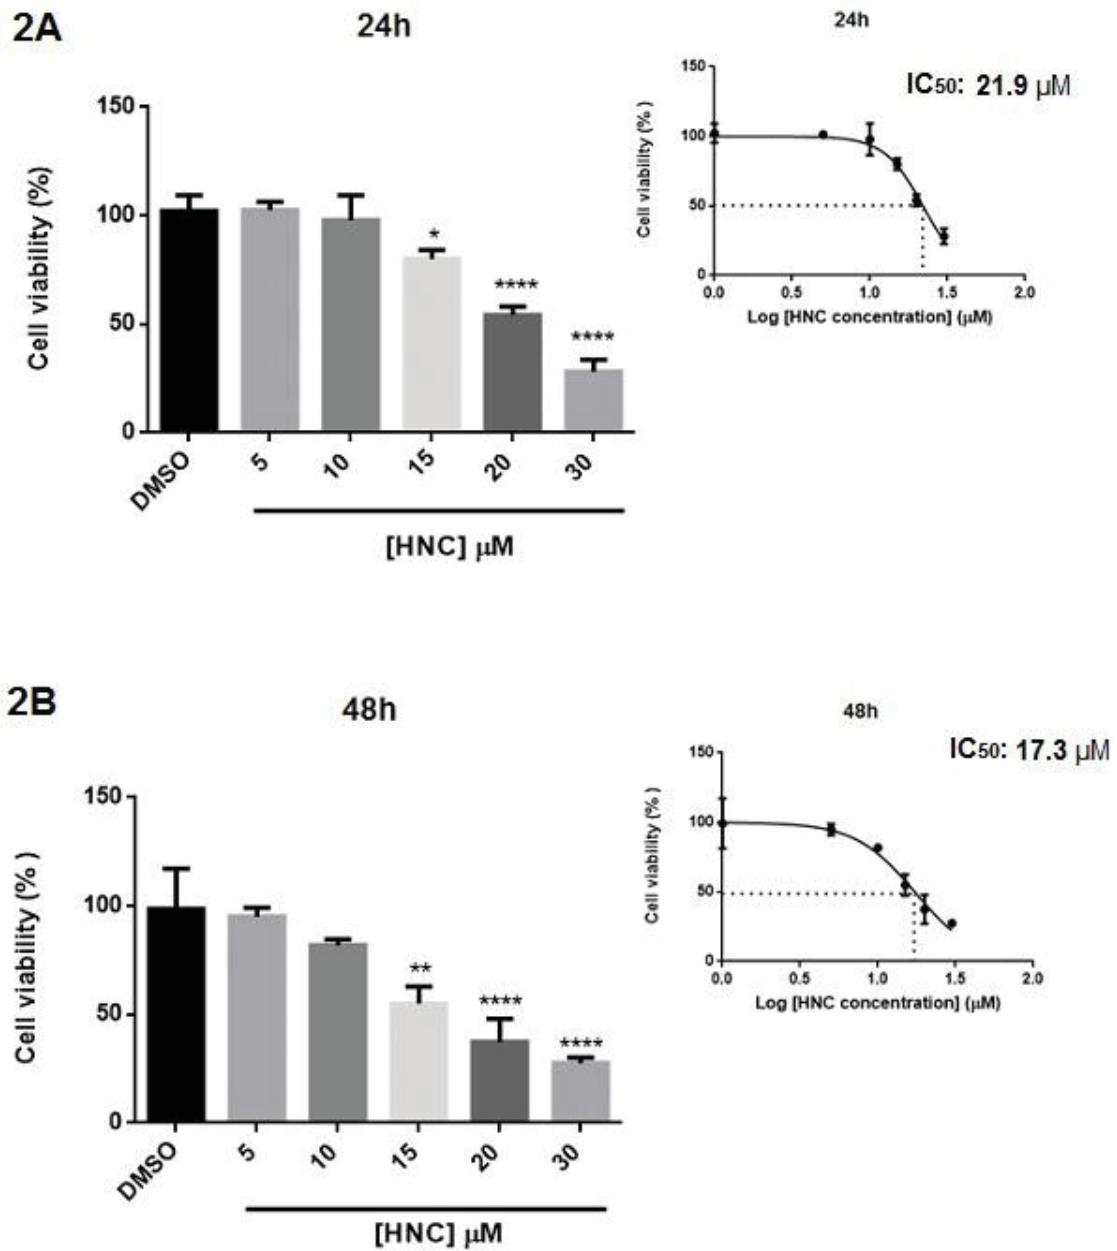 2A
24h
Cell viability (%)
150
100
50
0
*
****
****
DMSO
5
10
15
20
30
[HNC] μM
24h
IC50: 21.9 μM
Cell viability (% )
150
100
50
0
0.0
0.5
1.0
1.5
2.0
Log [HNC concentration] (μM)
2B
48h
Cell viability (% )
150
100
50
0
**
****
****
DMSO
5
10
15
20
30
[HNC] μM
48h
IC50: 17.3 μM
Cell viability (% )
150
100
50
0
0.0
0.5
1.0
1.5
2.0
Log [HNC concentration] (μM)